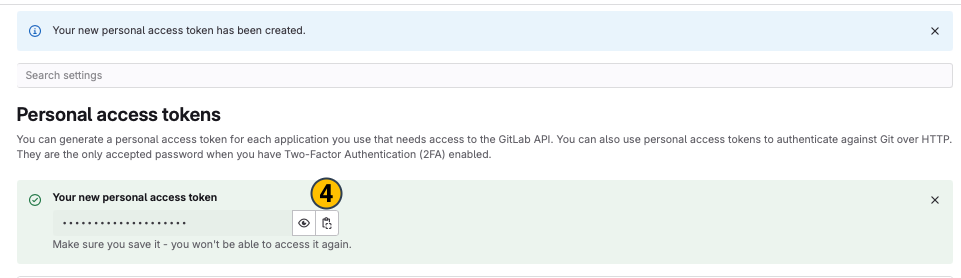 Your new personal access token has been created.
Search settings
Personal access tokens
You can generate a personal access token for each application you use that needs access to the GitLab API. You can also use personal access tokens to authenticate against Git over HTTP.
They are the only accepted password when you have Two-Factor Authentication (2FA) enabled.
4
Your new personal access token
••••••••••••••••••••
Make sure you save it - you won't be able to access it again.